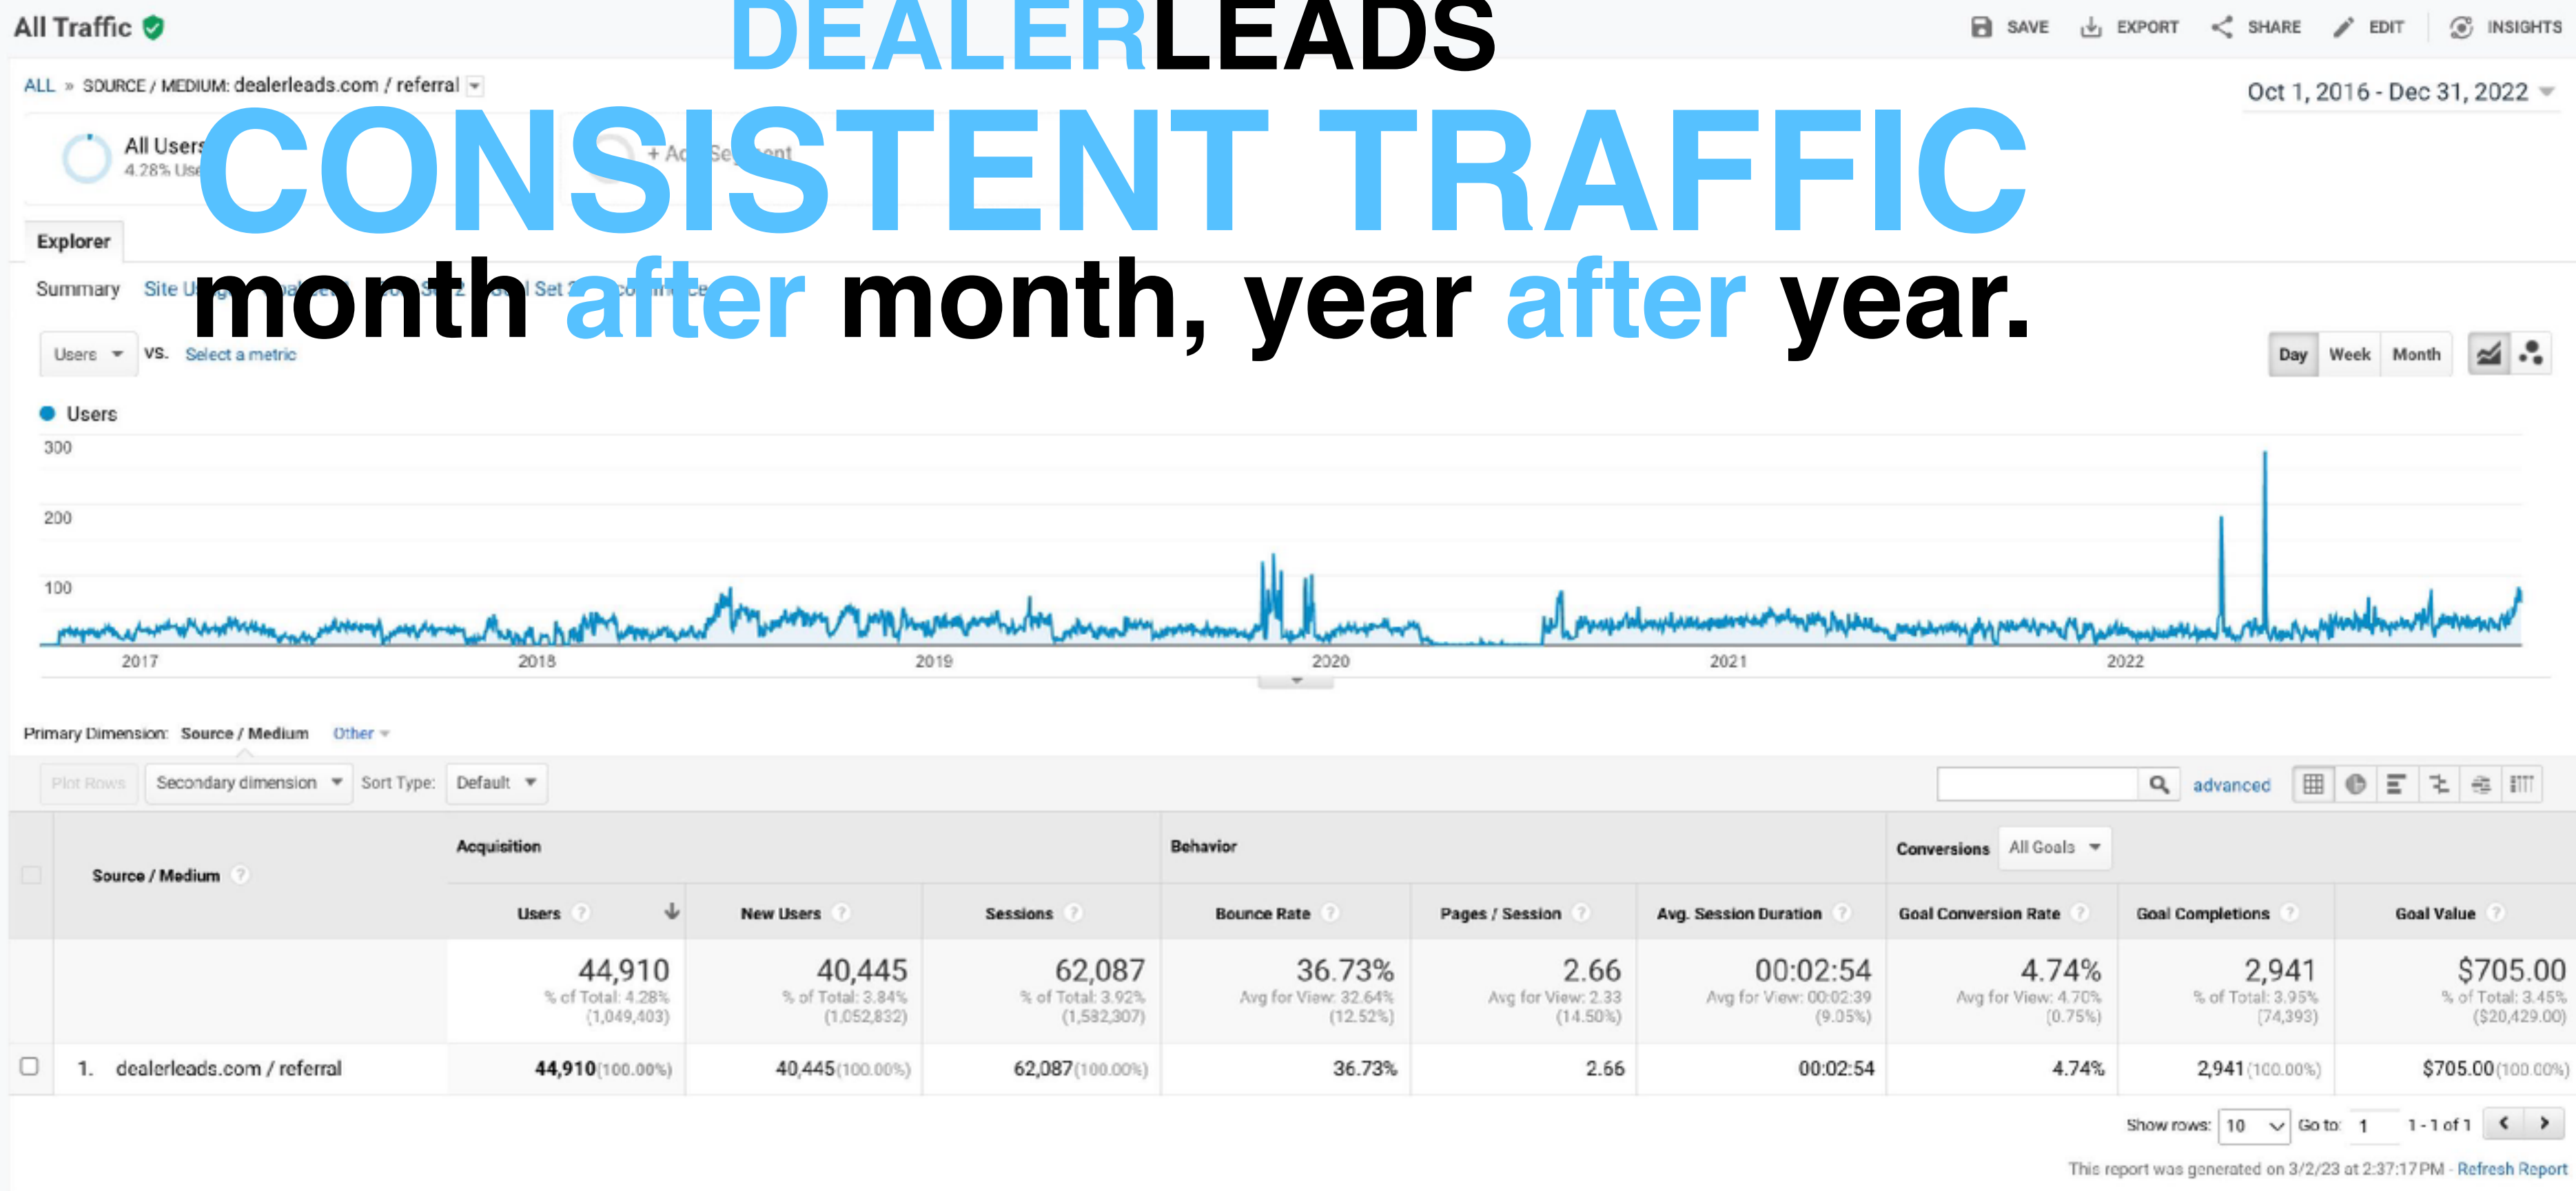 DEALERLEADS
All Traffic
SAVE EXPORT SHARE EDIT INSIGHTS
ALL » SOURCE / MEDIUM: dealerleads.com / referral
Oct 1, 2016 - Dec 31, 2022
CONSISTENT TRAFFIC
All Users
4.28%
Explorer
month after month, year after year.
Summary Site
Set
Users VS. Select a metric
Day Week Month
Users
300
200
100
2017 2018 2019 2020 2021 2022
Primary Dimension: Source / Medium Other
Plot Rows Secondary dimension Sort Type: Default
advanced
Source / Medium
Acquisition Behavior Conversions All Goals
Users New Users Sessions Bounce Rate Pages / Session Avg. Session Duration Goal Conversion Rate Goal Completions Goal Value
44,910 40,445 62,087 36.73% 2.66 00:02:54 4.74% 2,941 $705.00
% of Total: 4.28% % of Total: 3.84% % of Total: 3.92% Avg for View: 32.64% Avg for View: 2.33 Avg for View: 00:02:39 Avg for View: 4.70% % of Total: 3.95% % of Total: 3.45%
(1,049,403) (1,052,832) (1,582,307) (12.52%) (14.50%) (9.05%) (0.75%) (74,393) ($20,429.00)
1. dealerleads.com / referral 44,910(100.00%) 40,445(100.00%) 62,087(100.00%) 36.73% 2.66 00:02:54 4.74% 2,941(100.00%) $705.00(100.00%)
Show rows: 10 Go to: 1 1 - 1 of 1
This report was generated on 3/2/23 at 2:37:17 PM - Refresh Report